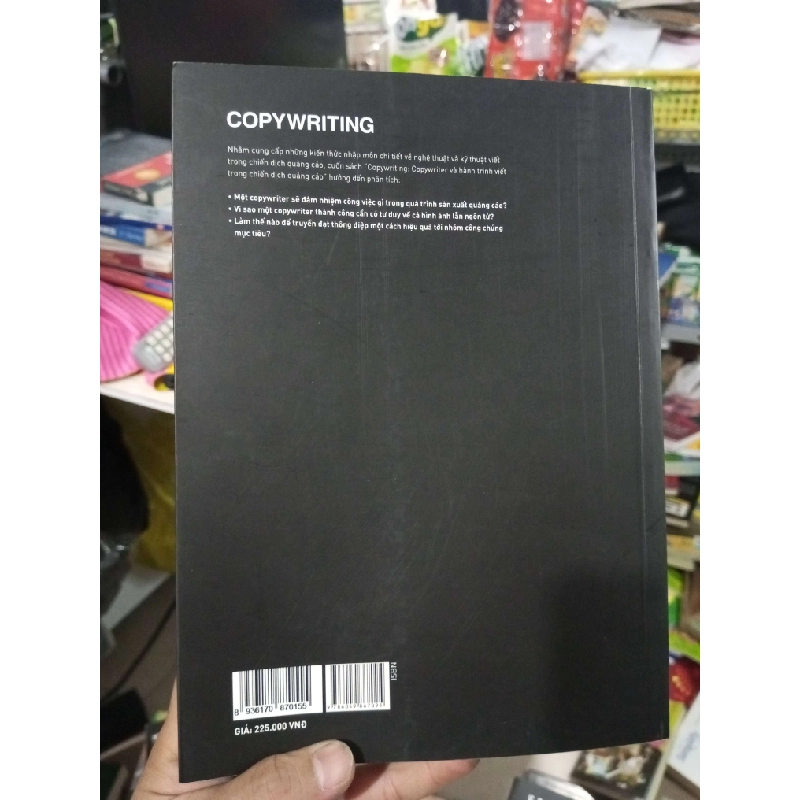 COPYWRITING
Nhằm cung cấp những kiến thức nhập môn chi tiết về nghệ thuật và kỹ thuật viết
trong chiến dịch quảng cáo, cuốn sách "Copywriting: Copywriter và hành trình viết
trong chiến dịch quảng cáo" hướng đến phân tích:
• Một copywriter sẽ đảm nhiệm công việc gì trong quá trình sản xuất quảng cáo?
• Vì sao một copywriter thành công cần có tư duy về cả hình ảnh lẫn ngôn từ?
• Làm thế nào để truyền đạt thông điệp một cách hiệu quả tới nhóm công chúng
mục tiêu?
ISBN
8 936170 870155
GIÁ: 225.000 VNĐ